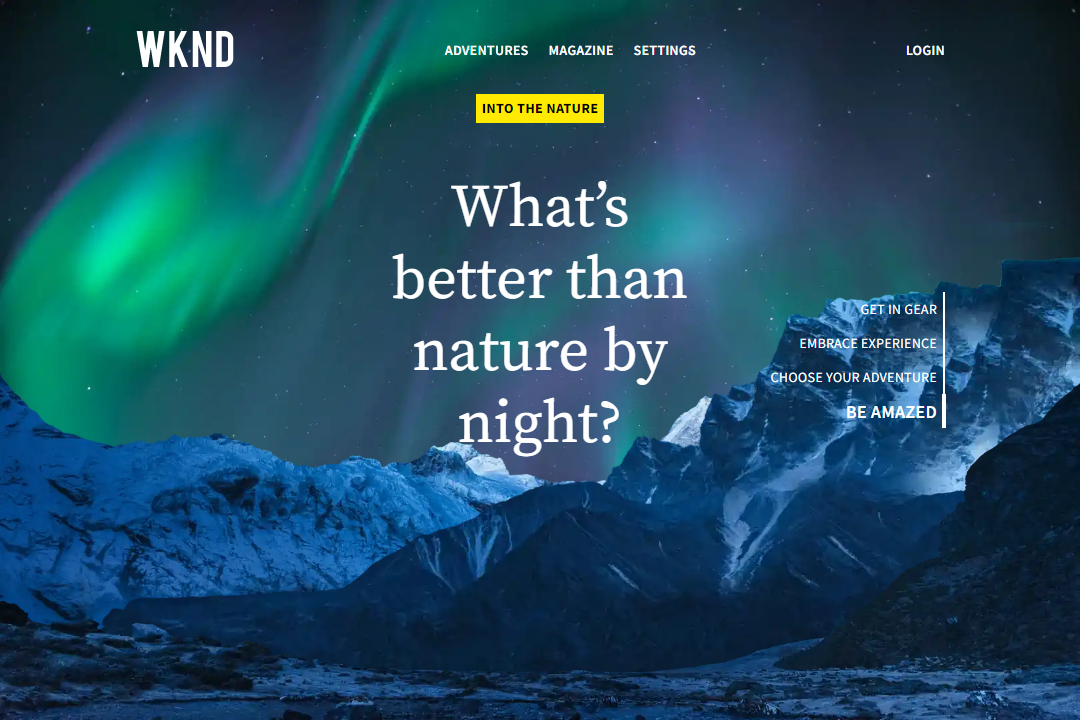 WKND
ADVENTURES MAGAZINE SETTINGS
LOGIN
INTO THE NATURE
What’s
better than
nature by
night?
GET IN GEAR
EMBRACE EXPERIENCE
CHOOSE YOUR ADVENTURE
BE AMAZED